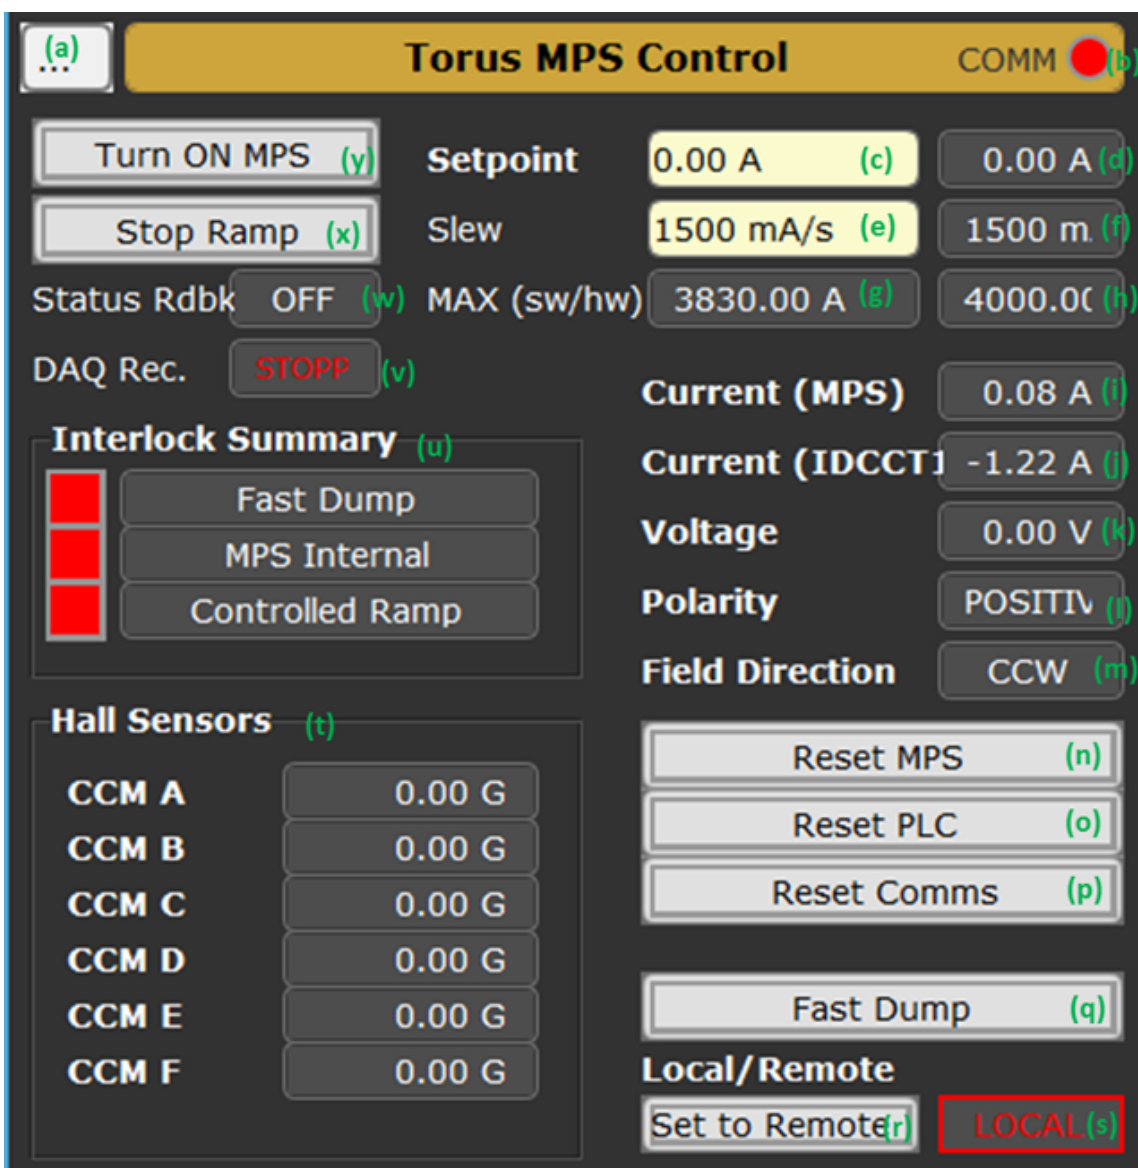 (a)
...
Torus MPS Control
COMM (b)
Turn ON MPS (y)
Setpoint 0.00 A (c) 0.00 A (d)
Stop Ramp (x)
Slew 1500 mA/s (e) 1500 m (f)
Status Rdbk OFF (w)
MAX (sw/hw) 3830.00 A (g) 4000.00 (h)
DAQ Rec. STOPP (v)
Current (MPS) 0.08 A (i)
Interlock Summary (u)
Current (IDCCT1 -1.22 A (j)
Fast Dump
Voltage 0.00 V (k)
MPS Internal
Polarity POSITIV (l)
Controlled Ramp
Field Direction CCW (m)
Hall Sensors (t)
CCM A 0.00 G
CCM B 0.00 G
CCM C 0.00 G
CCM D 0.00 G
CCM E 0.00 G
CCM F 0.00 G
Reset MPS (n)
Reset PLC (o)
Reset Comms (p)
Fast Dump (q)
Local/Remote
Set to Remote (r) LOCAL (s)